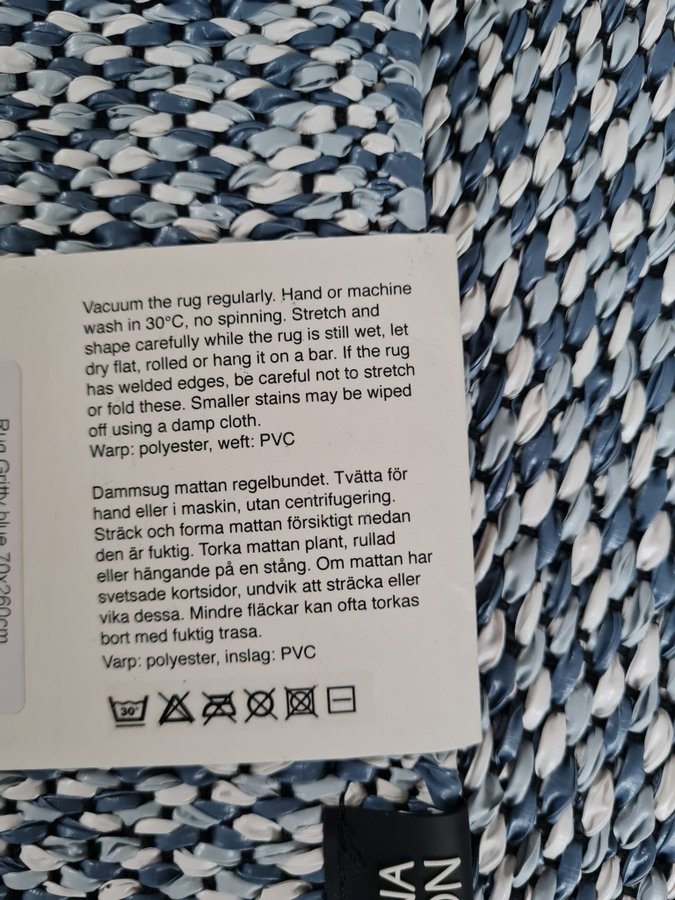 Vacuum the rug regularly. Hand or machine
wash in 30°C, no spinning. Stretch and
shape carefully while the rug is still wet, let
dry flat, rolled or hang it on a bar. If the rug
has welded edges, be careful not to stretch
or fold these. Smaller stains may be wiped
off using a damp cloth.
Warp: polyester, weft: PVC
Dammsug mattan regelbundet. Tvätta för
hand eller i maskin, utan centrifugering.
Sträck och forma mattan försiktigt medan
den är fuktig. Torka mattan plant, rullad
eller hängande på en stång. Om mattan har
svetsade kortsidor, undvik att sträcka eller
vika dessa. Mindre fläckar kan ofta torkas
bort med fuktig trasa.
Varp: polyester, inslag: PVC
30°
Rug Gritty blue 70x260cm